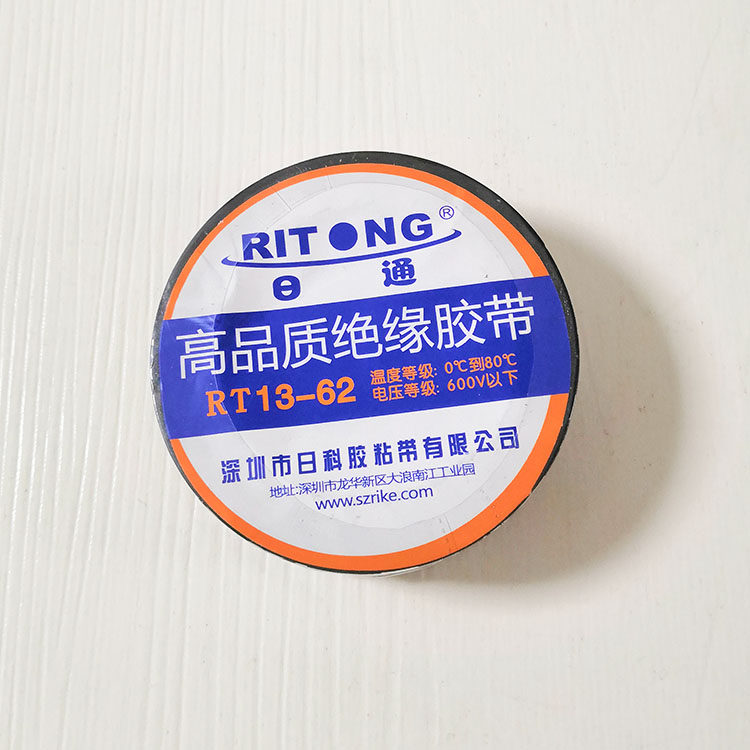 RITONG®
日通
高品质绝缘胶带
RT13-62
温度等级: 0℃到80℃
电压等级: 600V以下
深圳市日科胶粘带有限公司
地址:深圳市龙华新区大浪南江工业园
www.szrike.com